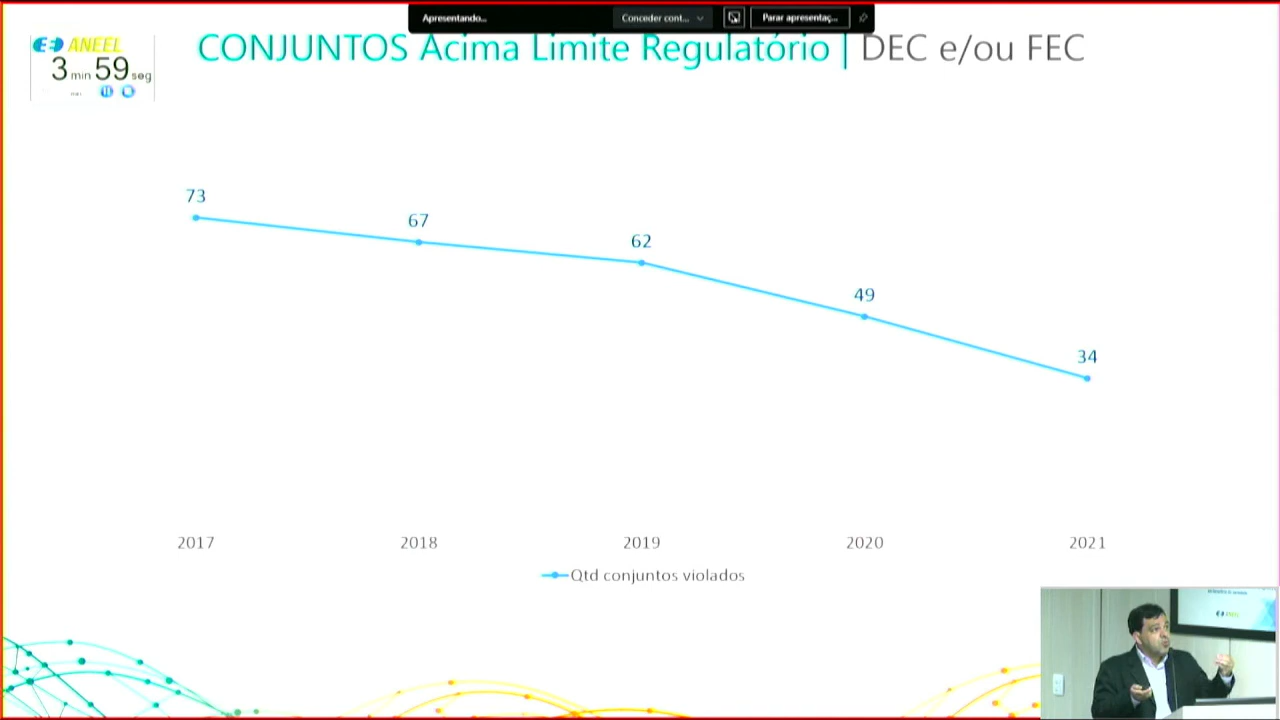 Apresentando...
Conceder cont...
Parar apresentaç...
ANEEL
3 min 59 seg
CONJUNTOS Acima Limite Regulatório | DEC e/ou FEC
73
67
62
49
34
2017
2018
2019
2020
2021
Qtd conjuntos violados
ANEEL